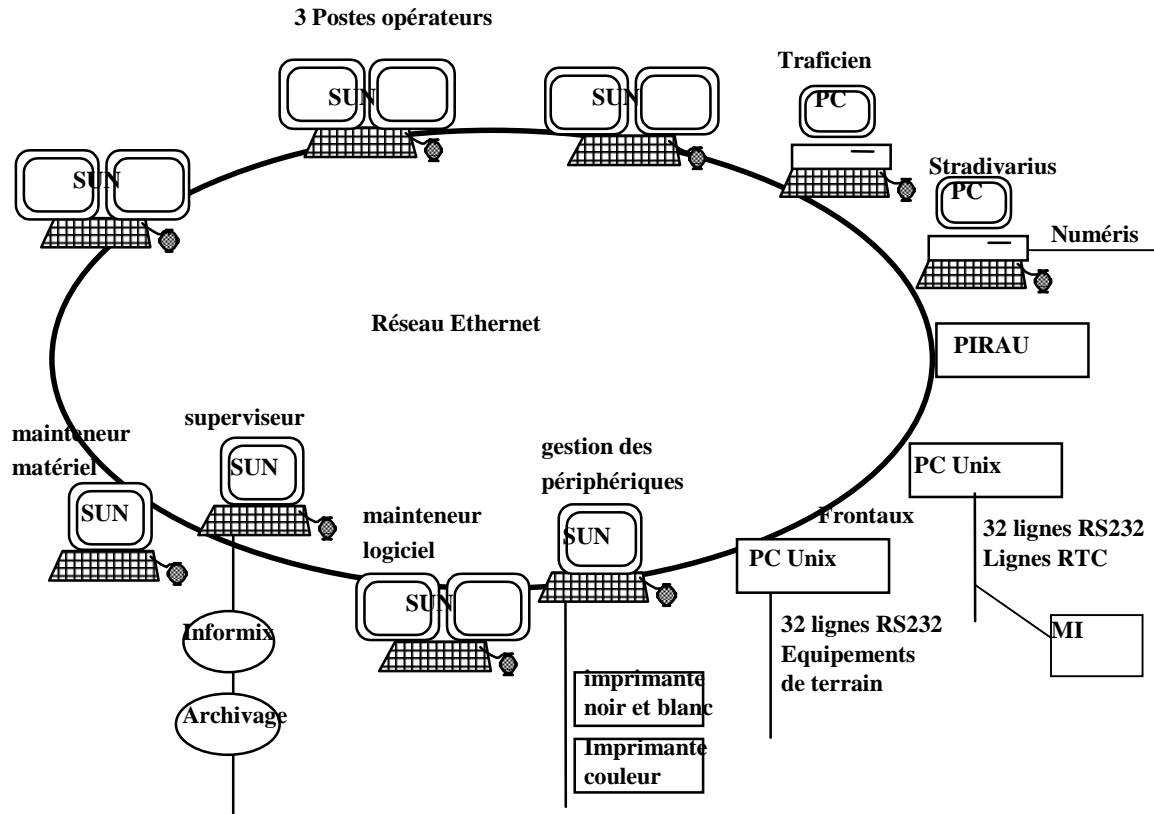 3 Postes opérateurs
SUN
SUN
Traficien
PC
Stradivarius
PC
SUN
Numéris
Réseau Ethernet
PIRAU
mainteneur
matériel
SUN
superviseur
SUN
gestion des
périphériques
SUN
mainteneur
logiciel
SUN
Frontaux
PC Unix
32 lignes RS232
Lignes RTC
MI
PC Unix
32 lignes RS232
Equipements
de terrain
Informix
Archivage
imprimante
noir et blanc
Imprimante
couleur